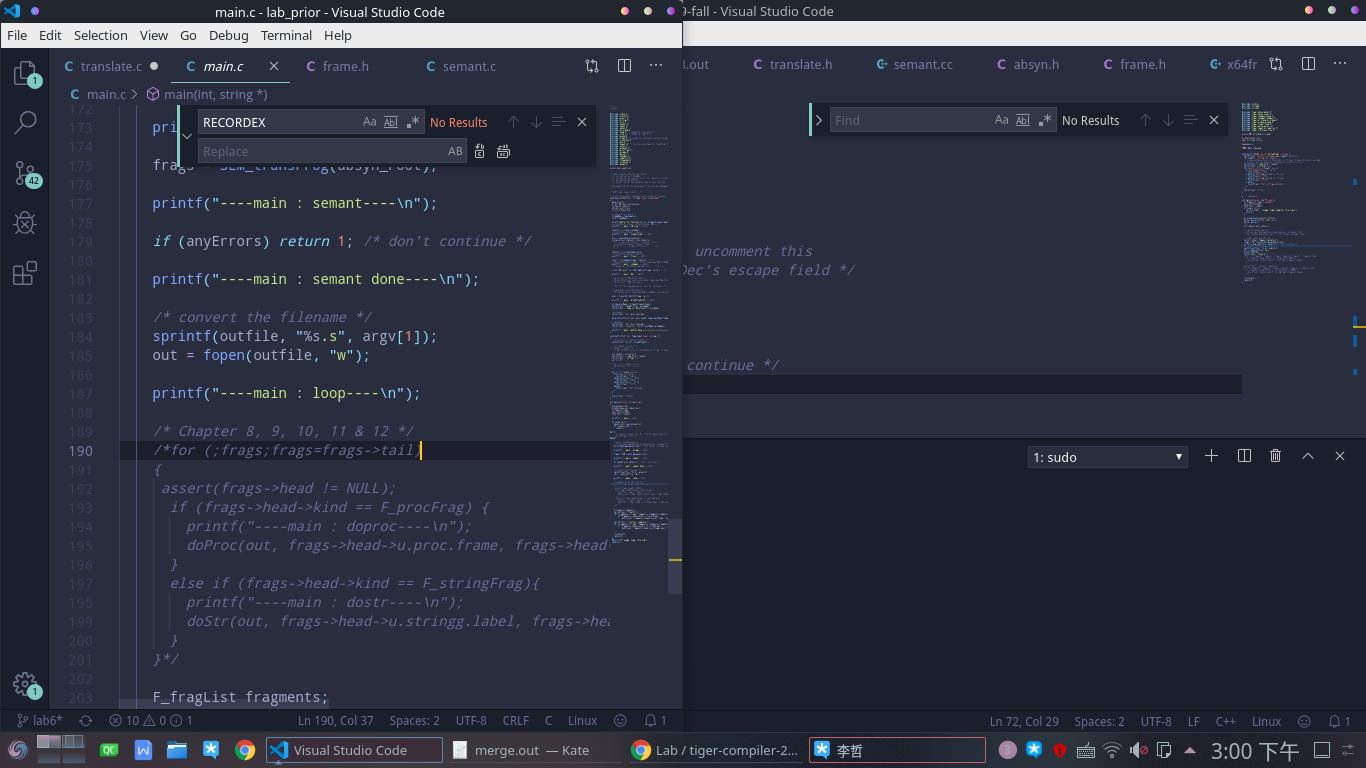 main.c - lab_prior - Visual Studio Code
9-fall - Visual Studio Code
File Edit Selection View Go Debug Terminal Help
translate.c main.c frame.h semant.c
8.out translate.h semant.cc absyn.h frame.h x64fr
main.c > main(int, string *)
RECORDEX Aa Abl No Results
Replace AB
Find Aa Abl No Results
172
173 pri
174
175 frags = SEM_transProg(absyn_root);
176
177 printf("----main : semant----\n");
178
179 if (anyErrors) return 1; /* don't continue */
180
181 printf("----main : semant done----\n");
182
183 /* convert the filename */
184 sprintf(outfile, "%s.s", argv[1]);
185 out = fopen(outfile, "w");
186
187 printf("----main : loop----\n");
188
189 /* Chapter 8, 9, 10, 11 & 12 */
190 /*for (;frags;frags=frags->tail)
191 {
192 assert(frags->head != NULL);
193 if (frags->head->kind == F_procFrag) {
194 printf("----main : doproc----\n");
195 doProc(out, frags->head->u.proc.frame, frags->head
196 }
197 else if (frags->head->kind == F_stringFrag){
198 printf("----main : dostr----\n");
199 doStr(out, frags->head->u.stringg.label, frags->hea
200 }
201 }*/
202
203 F_fragList fragments;
uncomment this
Dec's escape field */
continue */
1: sudo
1
42
1
lab6* 10 0 1 Ln 190, Col 37 Spaces: 2 UTF-8 CRLF C Linux 1
Ln 72, Col 29 Spaces: 2 UTF-8 LF C++ Linux 1
QC W Visual Studio Code merge.out — Kate Lab / tiger-compiler-2... 李哲 3 3:00 下午